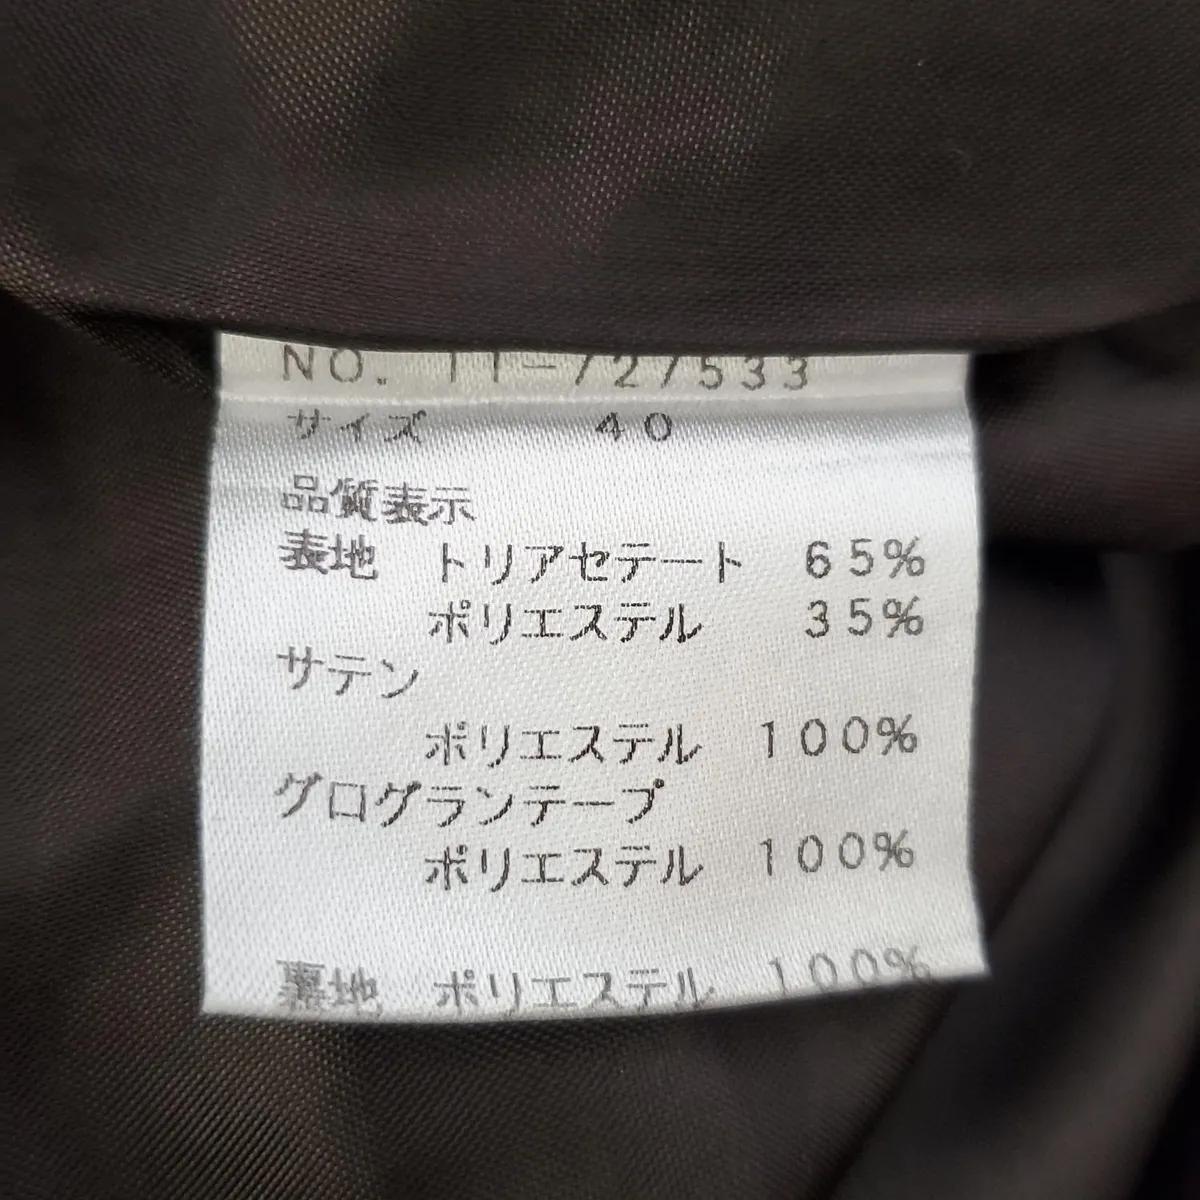 NO. 11-727533
サイズ 40
品質表示
表地 トリアセテート 65%
ポリエステル 35%
サテン
ポリエステル 100%
グログランテープ
ポリエステル 100%
裏地 ポリエステル 100%